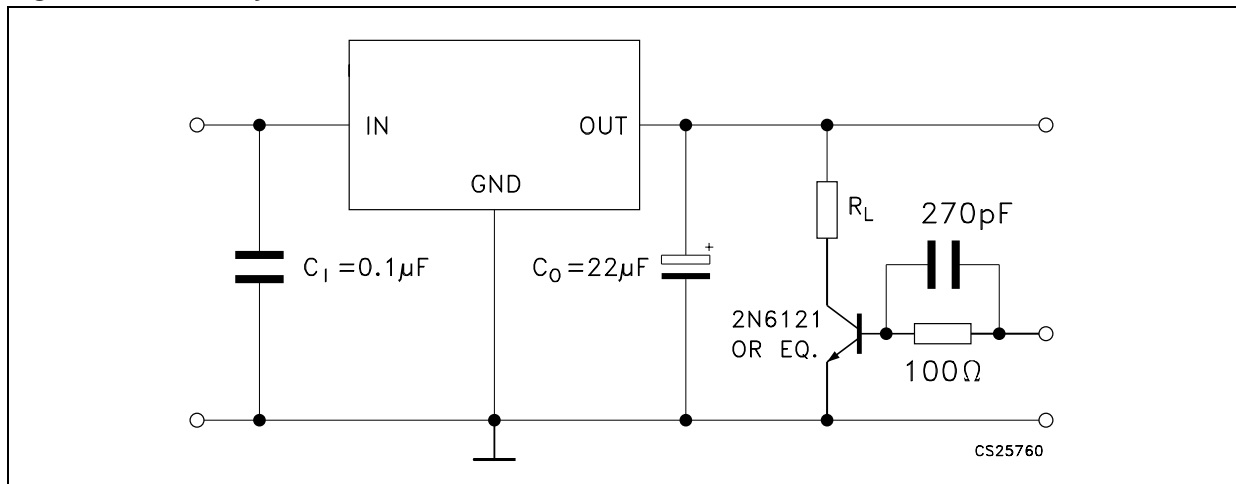 IN
OUT
GND
C_I=0.1μF
C_O=22μF
+
R_L
270pF
2N6121
OR EQ.
100Ω
CS25760